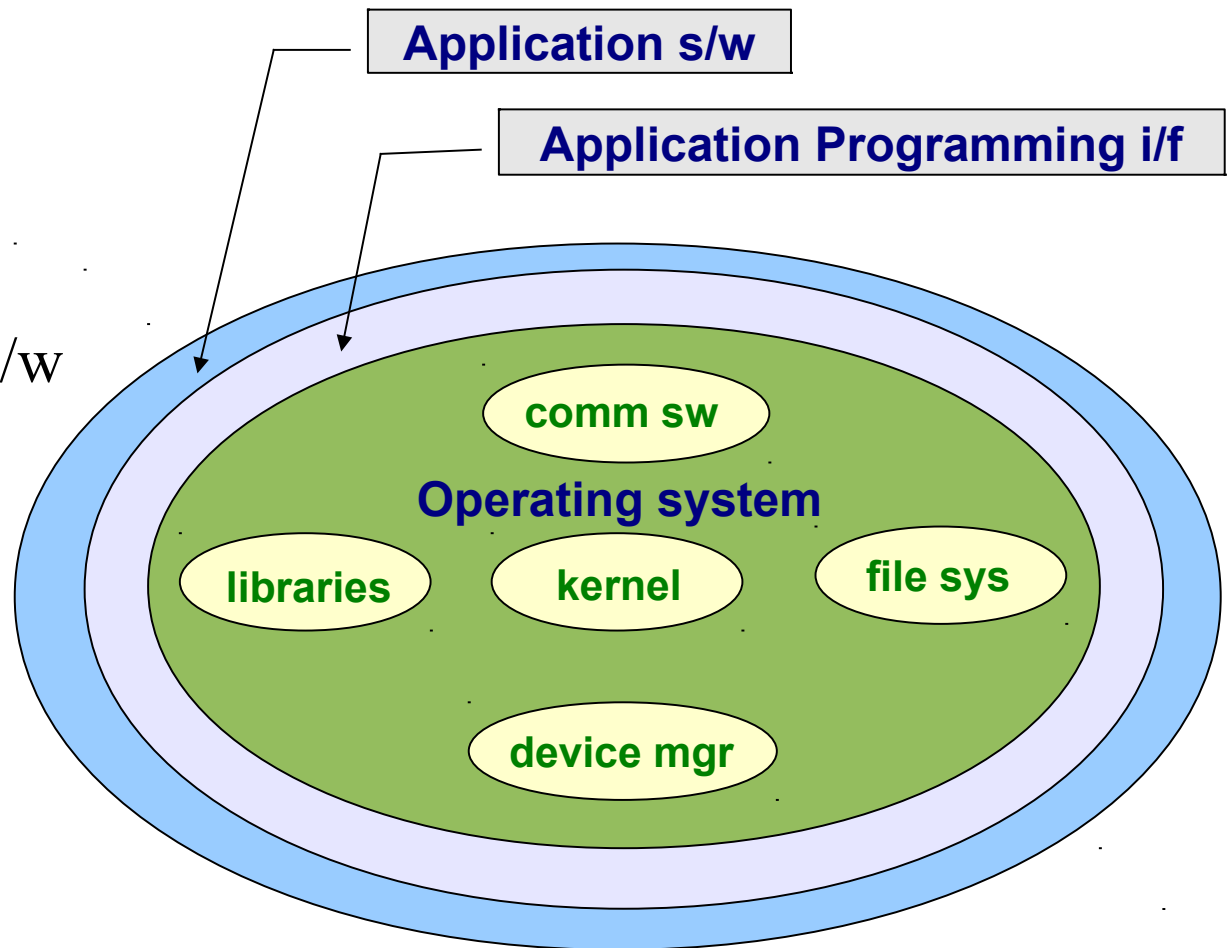 Application s/w
Application Programming i/f
/w
comm sw
Operating system
libraries
kernel
file sys
device mgr